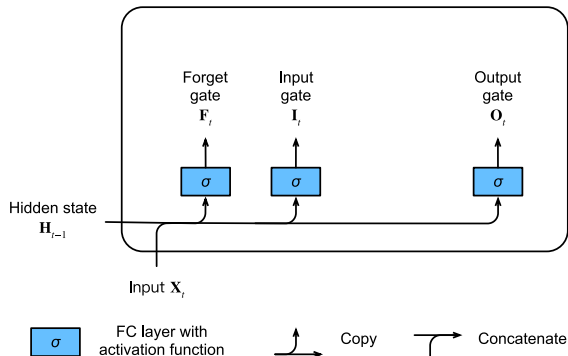 Forget
gate
F_t
Input
gate
I_t
Output
gate
O_t
σ
σ
σ
Hidden state
H_{t-1}
Input X_t
σ
FC layer with
activation function
Copy
Concatenate